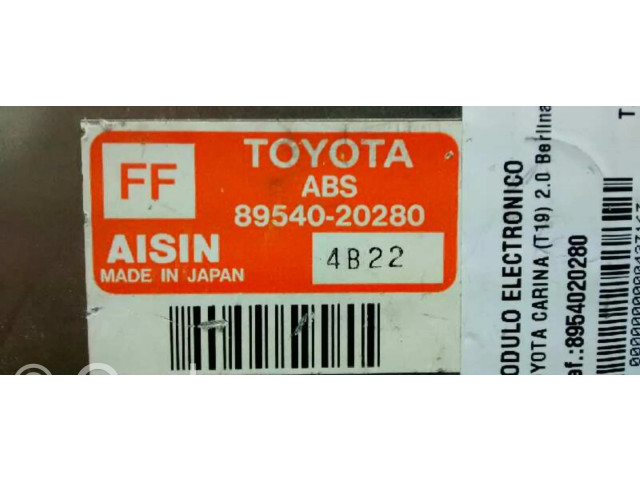 FF
TOYOTA
ABS
89540-20280
AISIN
MADE IN JAPAN
4B22
ODULO ELECTRONICO
YOTA CARINA (T19) 2.0 Berlina
ef.:8954020280
T